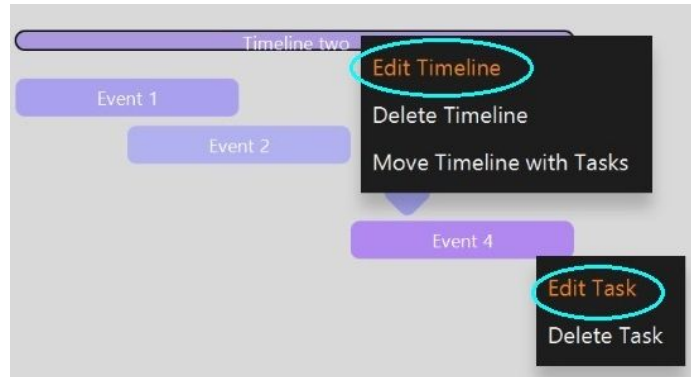 Timeline two
Edit Timeline
Event 1
Delete Timeline
Event 2
Move Timeline with Tasks
Event 4
Edit Task
Delete Task